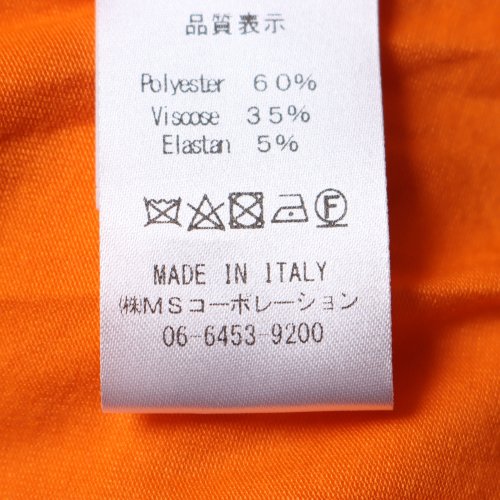 品質表示
Polyester 60%
Viscose 35%
Elastan 5%
F
MADE IN ITALY
㈱MSコーポレーション
06-6453-9200